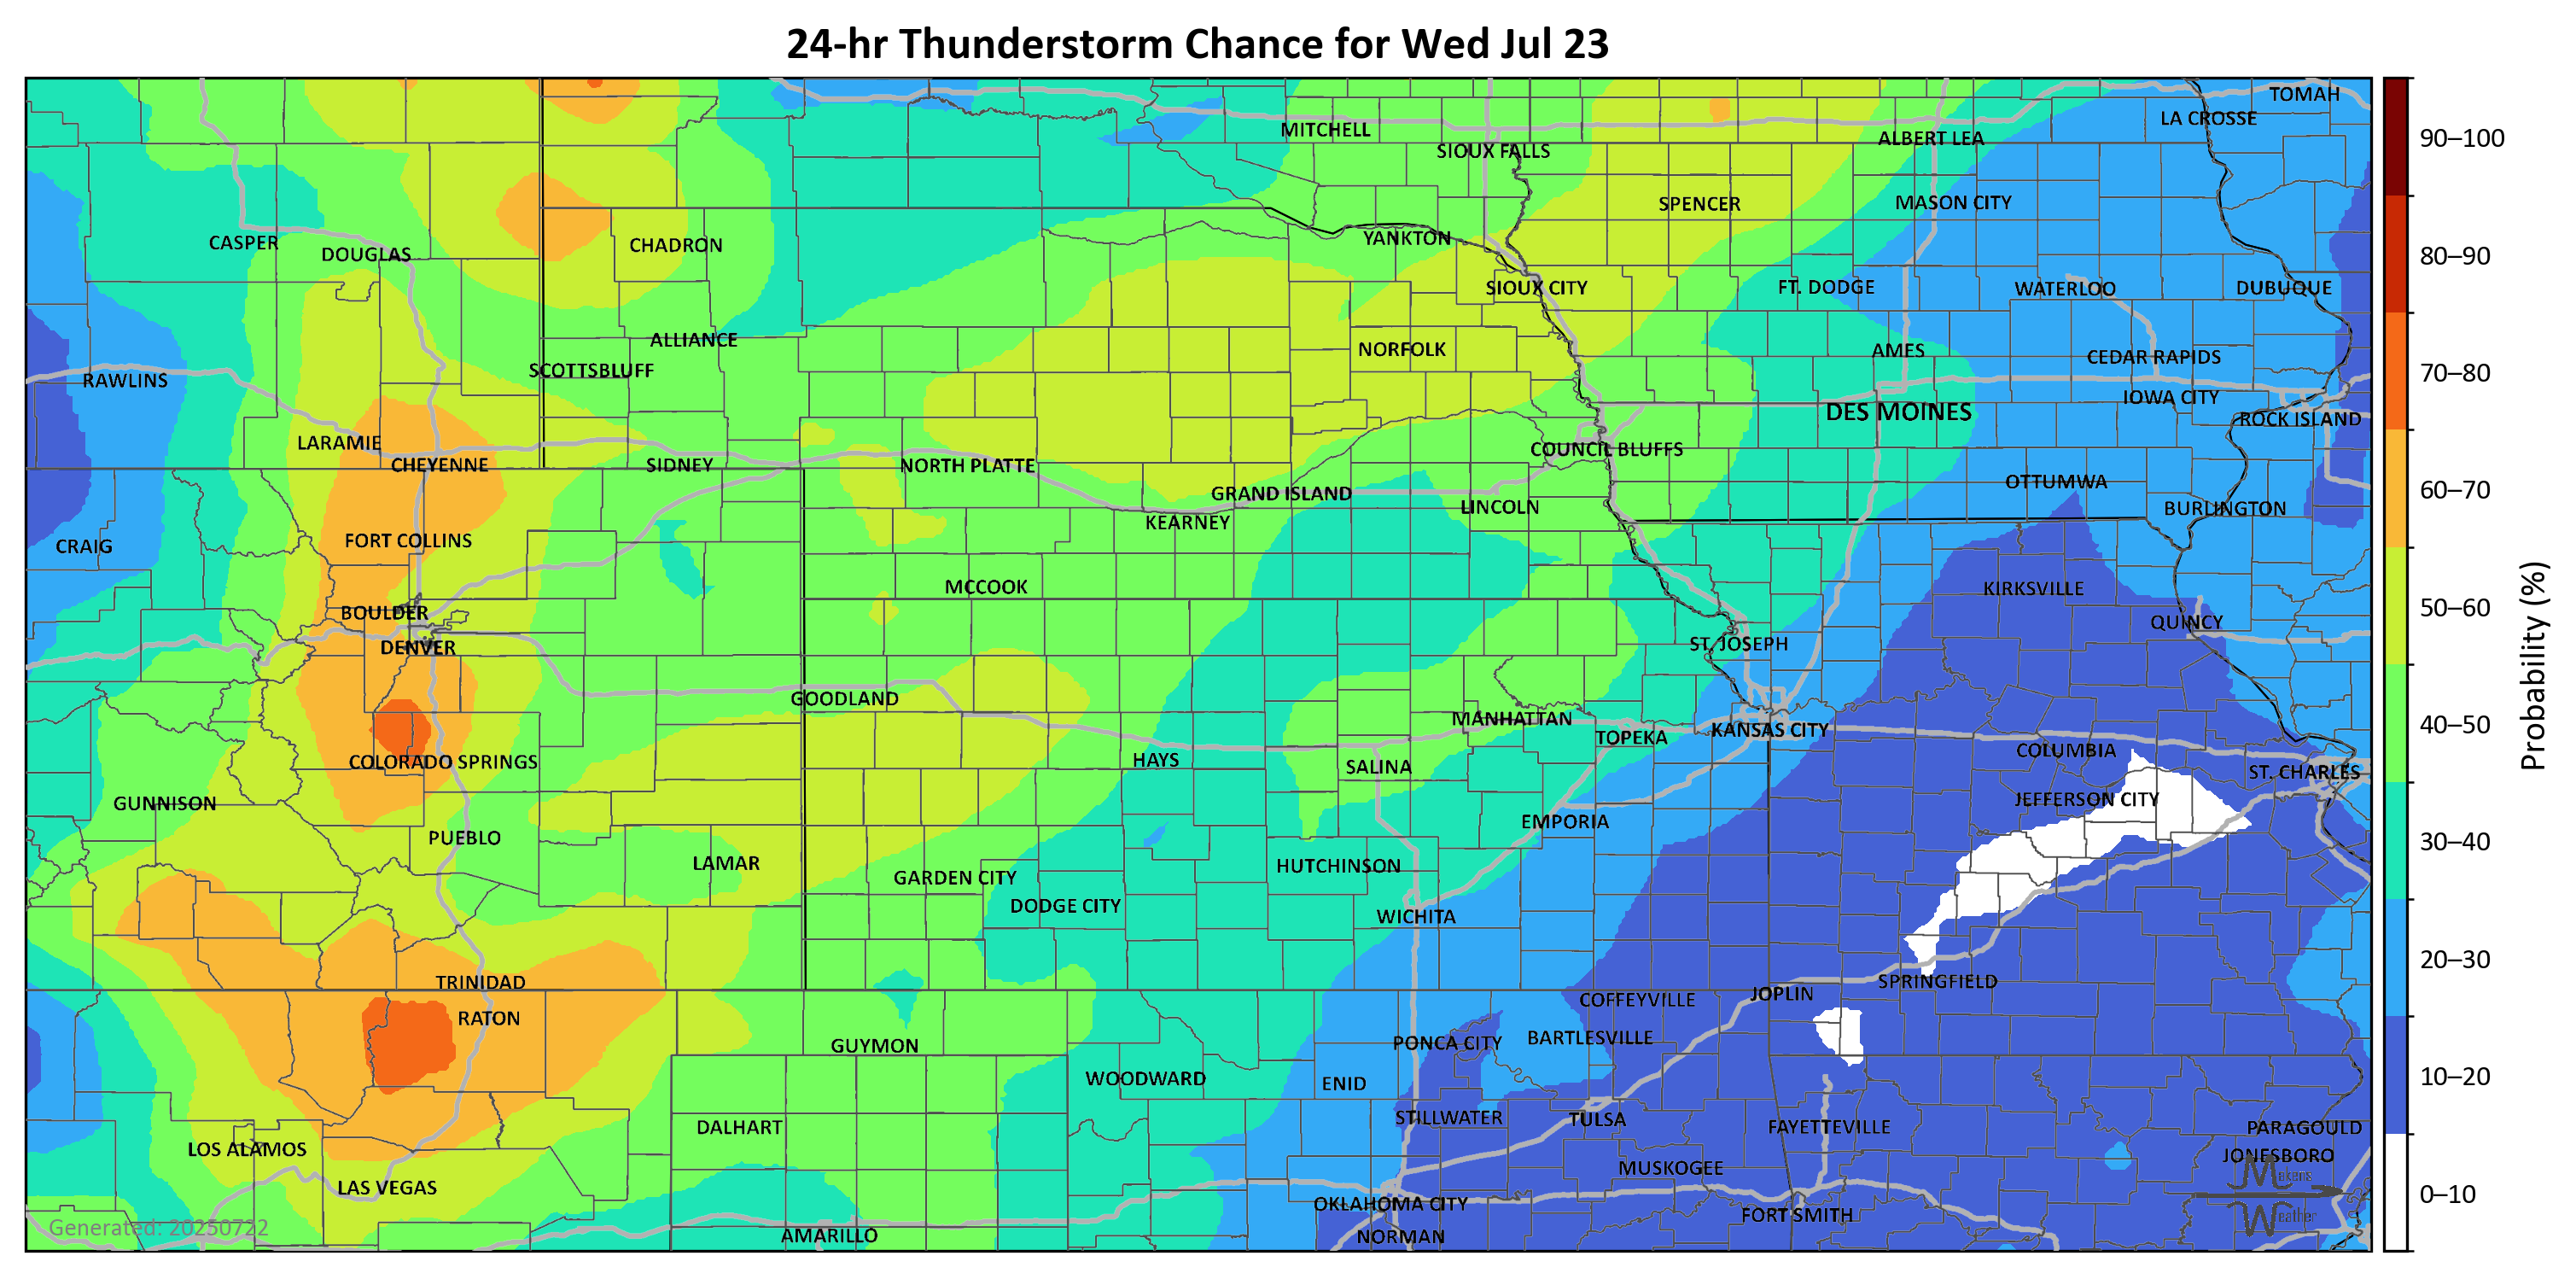 24-hr Thunderstorm Chance for Wed Jul 23
TOMAH
LA CROSSE
MITCHELL
ALBERT LEA
SIOUX FALLS
SPENCER
MASON CITY
CASPER
DOUGLAS
CHADRON
YANKTON
SIOUX CITY
FT. DODGE
WATERLOO
DUBUQUE
ALLIANCE
NORFOLK
AMES
CEDAR RAPIDS
SCOTTSBLUFF
RAWLINS
IOWA CITY
DES MOINES
ROCK ISLAND
LARAMIE
COUNCIL BLUFFS
CHEYENNE
SIDNEY
NORTH PLATTE
OTTUMWA
GRAND ISLAND
LINCOLN
BURLINGTON
KEARNEY
CRAIG
FORT COLLINS
MCCOOK
KIRKSVILLE
BOULDER
QUINCY
DENVER
ST. JOSEPH
GOODLAND
MANHATTAN
KANSAS CITY
TOPEKA
COLUMBIA
COLORADO SPRINGS
HAYS
SALINA
ST. CHARLES
GUNNISON
JEFFERSON CITY
EMPORIA
PUEBLO
LAMAR
HUTCHINSON
GARDEN CITY
DODGE CITY
WICHITA
TRINIDAD
SPRINGFIELD
JOPLIN
COFFEYVILLE
RATON
BARTLESVILLE
PONCA CITY
GUYMON
WOODWARD
ENID
STILLWATER
TULSA
DALHART
FAYETTEVILLE
PARAGOULD
LOS ALAMOS
JONESBORO
MUSKOGEE
Mekens
LAS VEGAS
OKLAHOMA CITY
FORT SMITH
Weather
Generated: 20250722
AMARILLO
NORMAN
90–100
80–90
70–80
60–70
50–60
40–50
30–40
20–30
10–20
0–10
Probability (%)